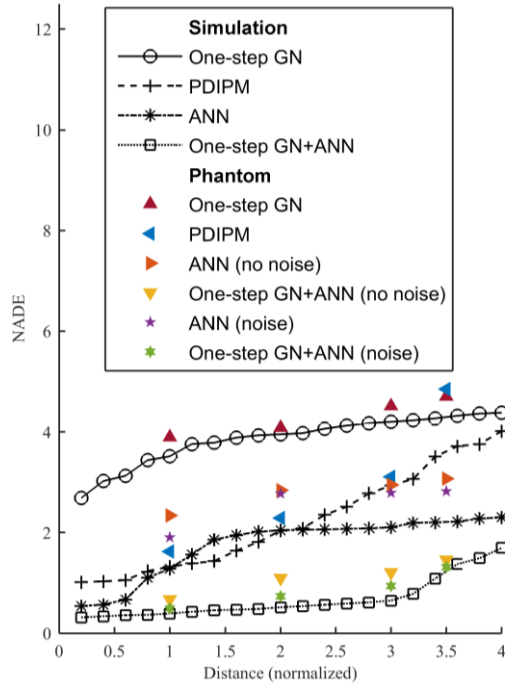 12
10
8
6
4
2
0
NADE
Simulation
One-step GN
PDIPM
ANN
One-step GN+ANN
Phantom
One-step GN
PDIPM
ANN (no noise)
One-step GN+ANN (no noise)
ANN (noise)
One-step GN+ANN (noise)
0 0.5 1 1.5 2 2.5 3 3.5 4
Distance (normalized)